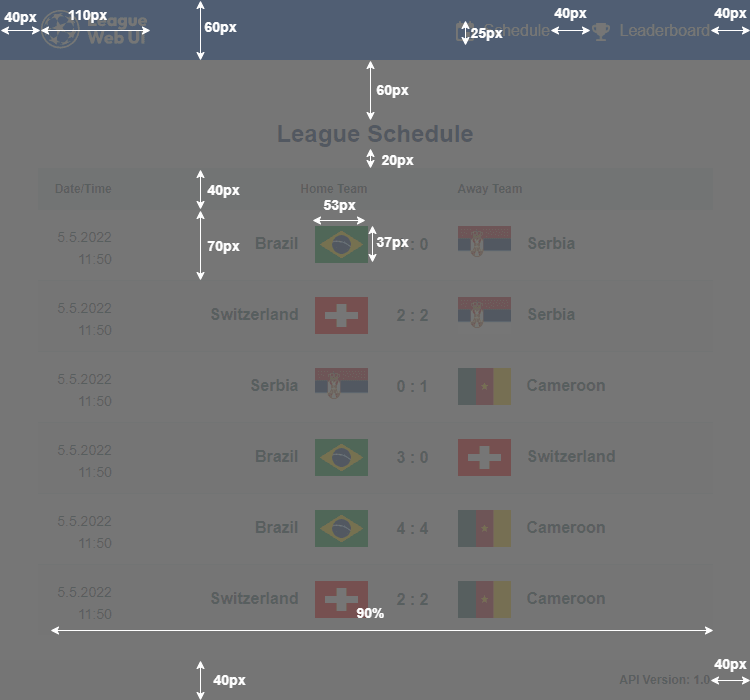 40px 110px League Web UI 60px 25px Schedule 40px Leaderboard 40px
60px
League Schedule
20px
Date/Time 40px Home Team Away Team
53px
5.5.2022
11:50 70px Brazil 37px : 0 Serbia
5.5.2022
11:50 Switzerland 2 : 2 Serbia
5.5.2022
11:50 Serbia 0 : 1 Cameroon
5.5.2022
11:50 Brazil 3 : 0 Switzerland
5.5.2022
11:50 Brazil 4 : 4 Cameroon
5.5.2022
11:50 Switzerland 2 : 2 Cameroon
90%
40px
40px API Version: 1.0